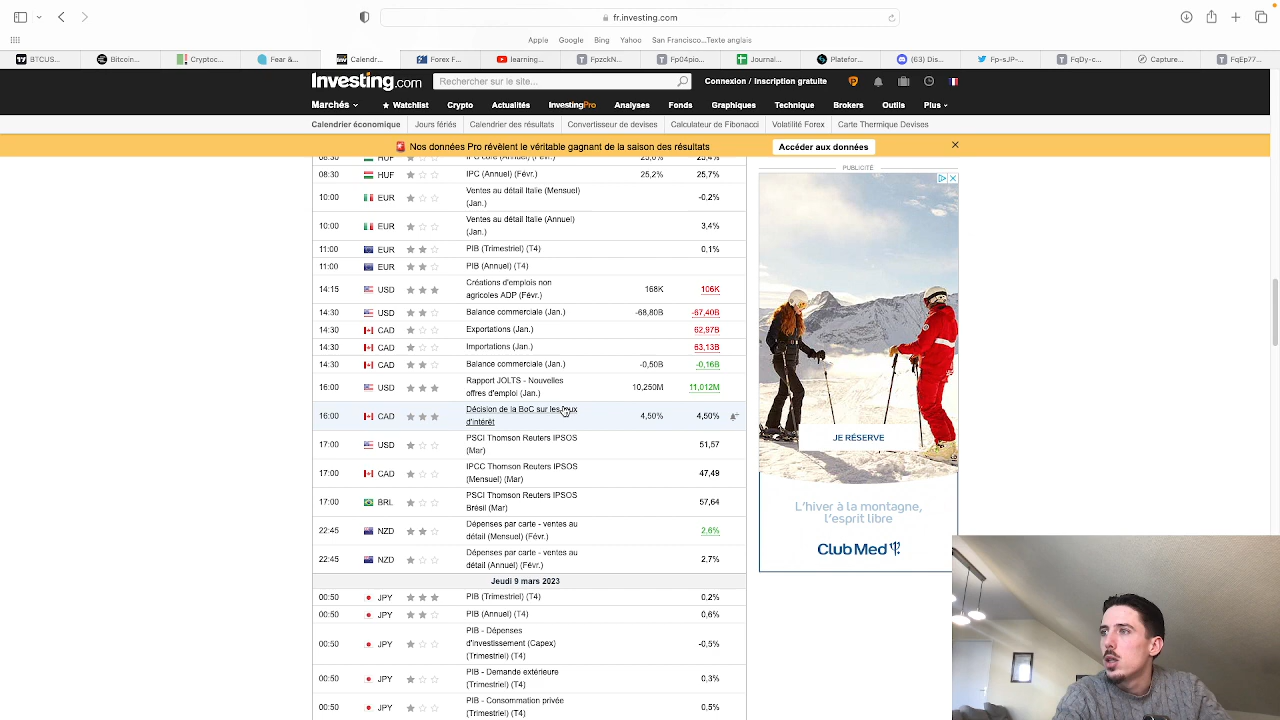 fr.investing.com
Apple Google Bing Yahoo San Francisco...Texte anglais
BTCUS... Bitcoin... Cryptoc... Fear &... Calendr... Forex F... learning... FpzckN... Fp04pio... Journal... Platefor... (63) Dis... Fp-sJP-... FqDy-c... Capture... FqEp77...
Investing.com Rechercher sur le site... Connexion / Inscription gratuite
Marchés Watchlist Crypto Actualités InvestingPro Analyses Fonds Graphiques Technique Brokers Outils Plus
Calendrier économique Jours fériés Calendrier des résultats Convertisseur de devises Calculateur de Fibonacci Volatilité Forex Carte Thermique Devises
Nos données Pro révèlent le véritable gagnant de la saison des résultats Accéder aux données
08:30 HUF IPC core (Annuel) (Févr.) 25,0% 25,4%
08:30 HUF IPC (Annuel) (Févr.) 25,2% 25,7%
10:00 EUR Ventes au détail Italie (Mensuel)
(Jan.) -0,2%
10:00 EUR Ventes au détail Italie (Annuel)
(Jan.) 3,4%
11:00 EUR PIB (Trimestriel) (T4) 0,1%
11:00 EUR PIB (Annuel) (T4)
14:15 USD Créations d'emplois non
agricoles ADP (Févr.) 168K 106K
14:30 USD Balance commerciale (Jan.) -68,80B -67,40B
14:30 CAD Exportations (Jan.) 62,97B
14:30 CAD Importations (Jan.) 63,13B
14:30 CAD Balance commerciale (Jan.) -0,50B -0,16B
16:00 USD Rapport JOLTS - Nouvelles
offres d'emploi (Jan.) 10,250M 11,012M
16:00 CAD Décision de la BoC sur les taux
d'intérêt 4,50% 4,50%
17:00 USD PSCI Thomson Reuters IPSOS
(Mar) 51,57
17:00 CAD IPCC Thomson Reuters IPSOS
(Mensuel) (Mar) 47,49
17:00 BRL PSCI Thomson Reuters IPSOS
Brésil (Mar) 57,64
22:45 NZD Dépenses par carte - ventes au
détail (Mensuel) (Févr.) 2,6%
22:45 NZD Dépenses par carte - ventes au
détail (Annuel) (Févr.) 2,7%
Jeudi 9 mars 2023
00:50 JPY PIB (Trimestriel) (T4) 0,2%
00:50 JPY PIB (Annuel) (T4) 0,6%
00:50 JPY PIB - Dépenses
d'investissement (Capex)
(Trimestriel) (T4) -0,5%
00:50 JPY PIB - Demande extérieure
(Trimestriel) (T4) 0,3%
00:50 JPY PIB - Consommation privée
(Trimestriel) (T4) 0,5%
PUBLICITÉ
JE RÉSERVE
L'hiver à la montagne,
l'esprit libre
Club Med